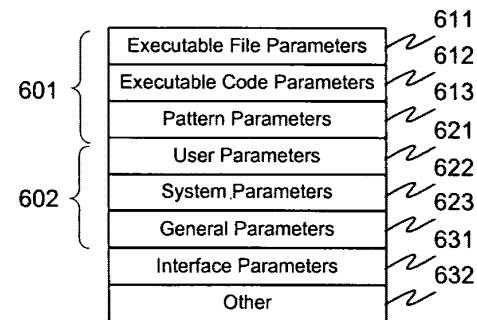 611
Executable File Parameters
612
Executable Code Parameters
601
613
Pattern Parameters
621
User Parameters
622
602
System Parameters
623
General Parameters
631
Interface Parameters
632
Other